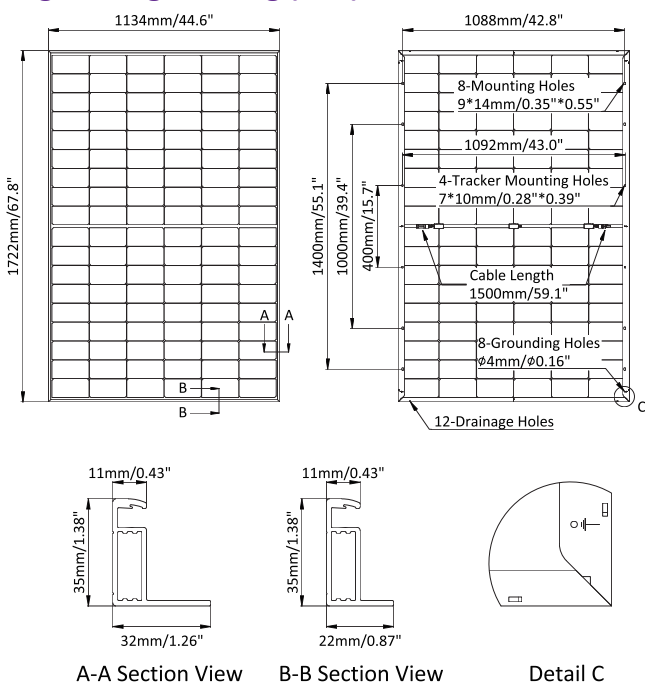 1134mm/44.6"
1722mm/67.8"
A A
B
B
1088mm/42.8"
8-Mounting Holes
9*14mm/0.35"*0.55"
1092mm/43.0"
4-Tracker Mounting Holes
7*10mm/0.28"*0.39"
1400mm/55.1"
1000mm/39.4"
400mm/15.7"
Cable Length
1500mm/59.1"
8-Grounding Holes
ϕ4mm/ϕ0.16"
C
12-Drainage Holes
11mm/0.43"
35mm/1.38"
32mm/1.26"
A-A Section View
11mm/0.43"
35mm/1.38"
22mm/0.87"
B-B Section View
Detail C